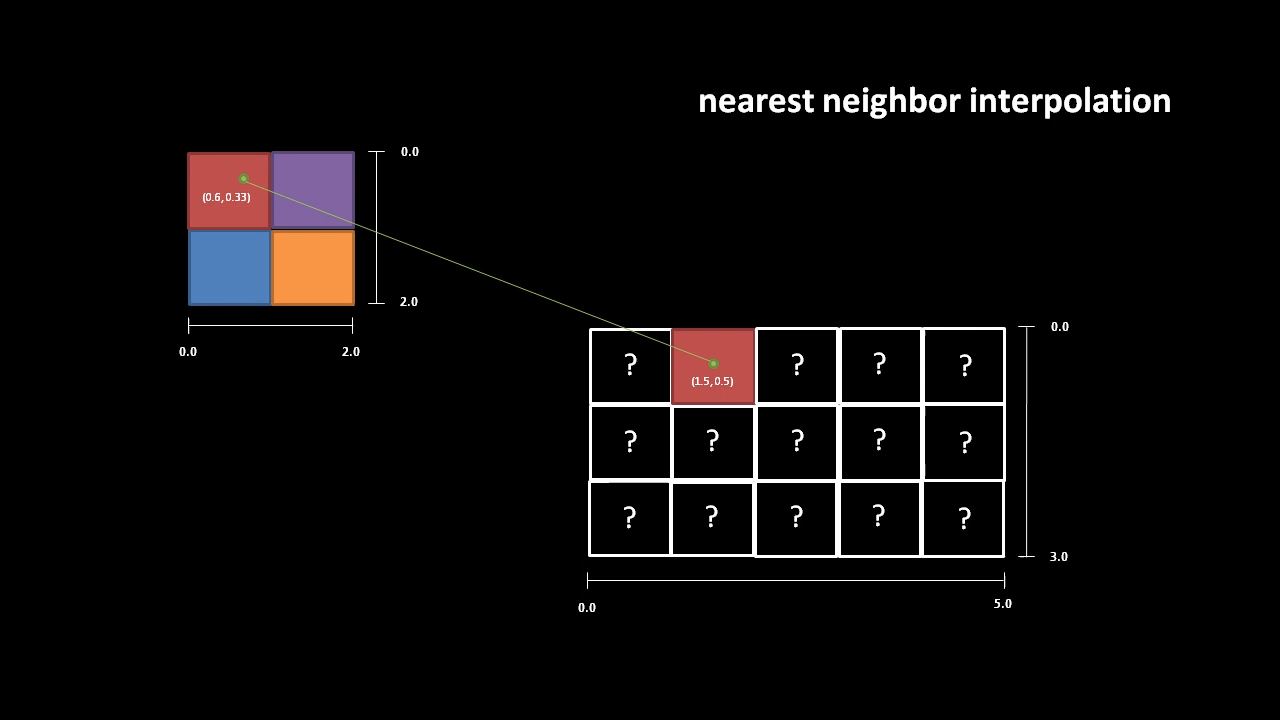 nearest neighbor interpolation
0.0
(0.6, 0.33)
2.0
0.0 2.0
0.0
? ? ? ? ?
(1.5, 0.5)
? ? ? ? ?
? ? ? ? ?
3.0
0.0 5.0